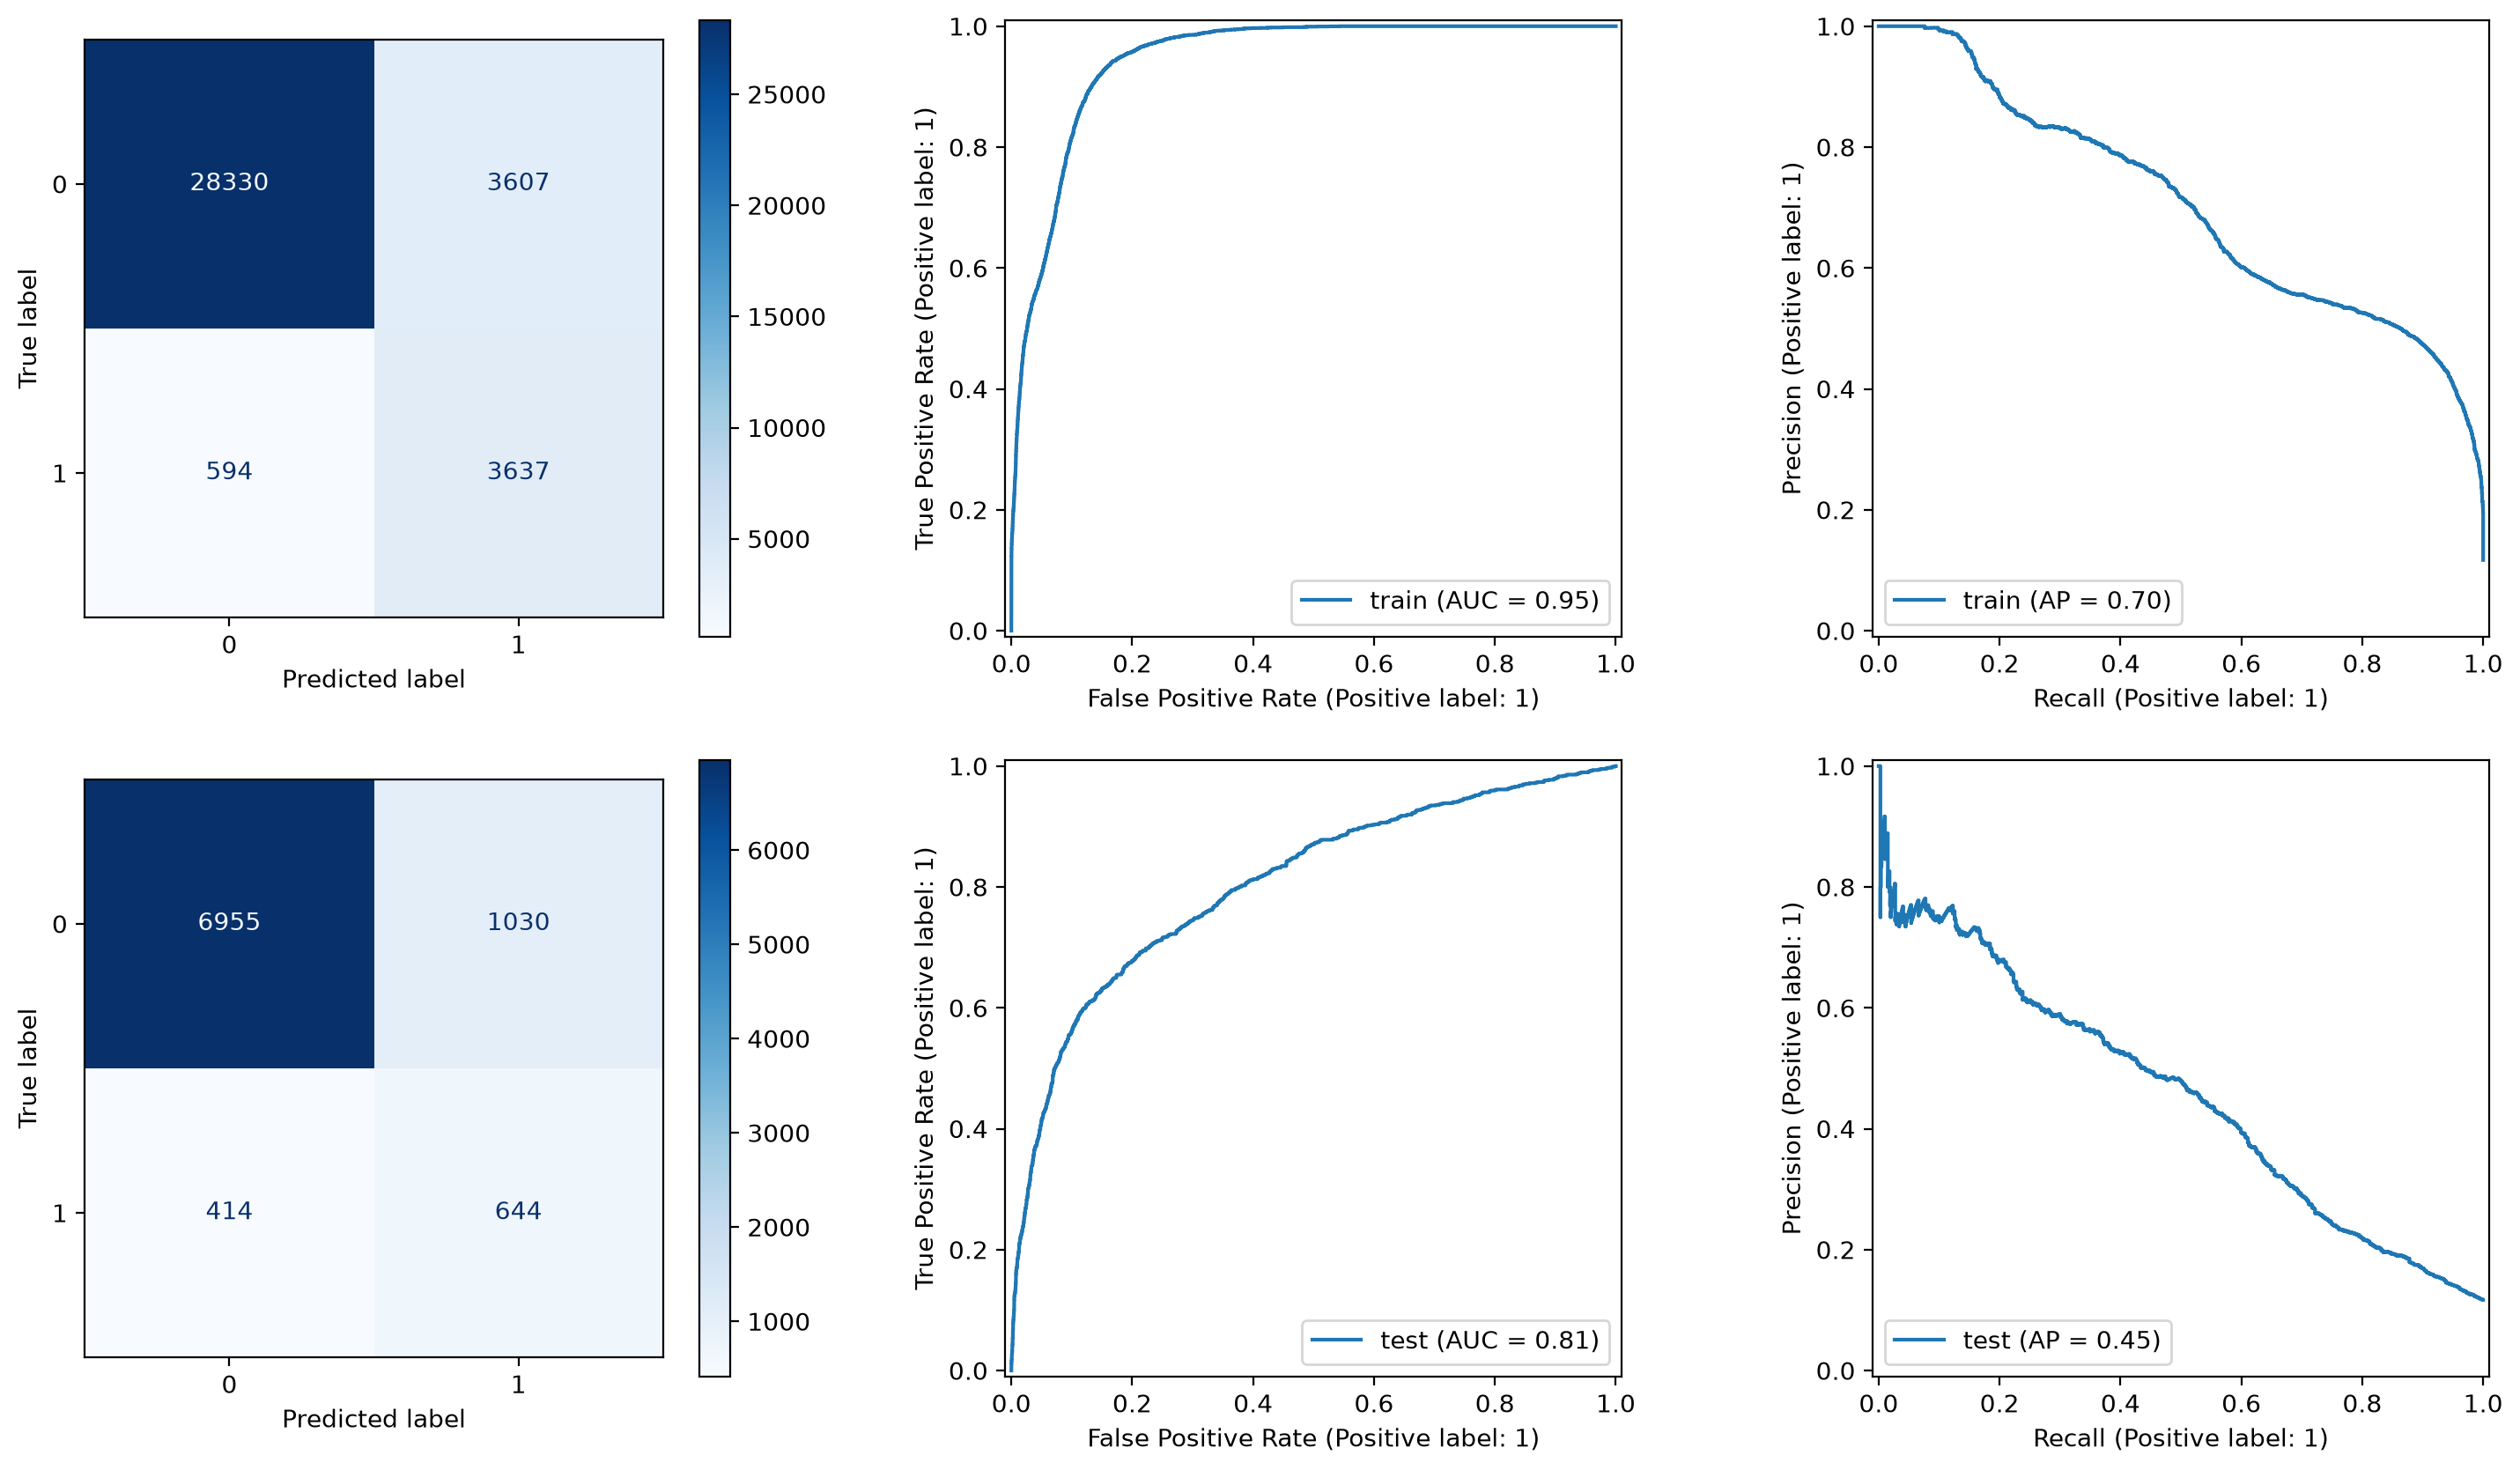 True label
0
1
28330
3607
594
3637
0
1
Predicted label
25000
20000
15000
10000
5000
True Positive Rate (Positive label: 1)
1.0
0.8
0.6
0.4
0.2
0.0
train (AUC = 0.95)
0.0 0.2 0.4 0.6 0.8 1.0
False Positive Rate (Positive label: 1)
Precision (Positive label: 1)
1.0
0.8
0.6
0.4
0.2
0.0
train (AP = 0.70)
0.0 0.2 0.4 0.6 0.8 1.0
Recall (Positive label: 1)
True label
0
1
6955
1030
414
644
0
1
Predicted label
6000
5000
4000
3000
2000
1000
True Positive Rate (Positive label: 1)
1.0
0.8
0.6
0.4
0.2
0.0
test (AUC = 0.81)
0.0 0.2 0.4 0.6 0.8 1.0
False Positive Rate (Positive label: 1)
Precision (Positive label: 1)
1.0
0.8
0.6
0.4
0.2
0.0
test (AP = 0.45)
0.0 0.2 0.4 0.6 0.8 1.0
Recall (Positive label: 1)